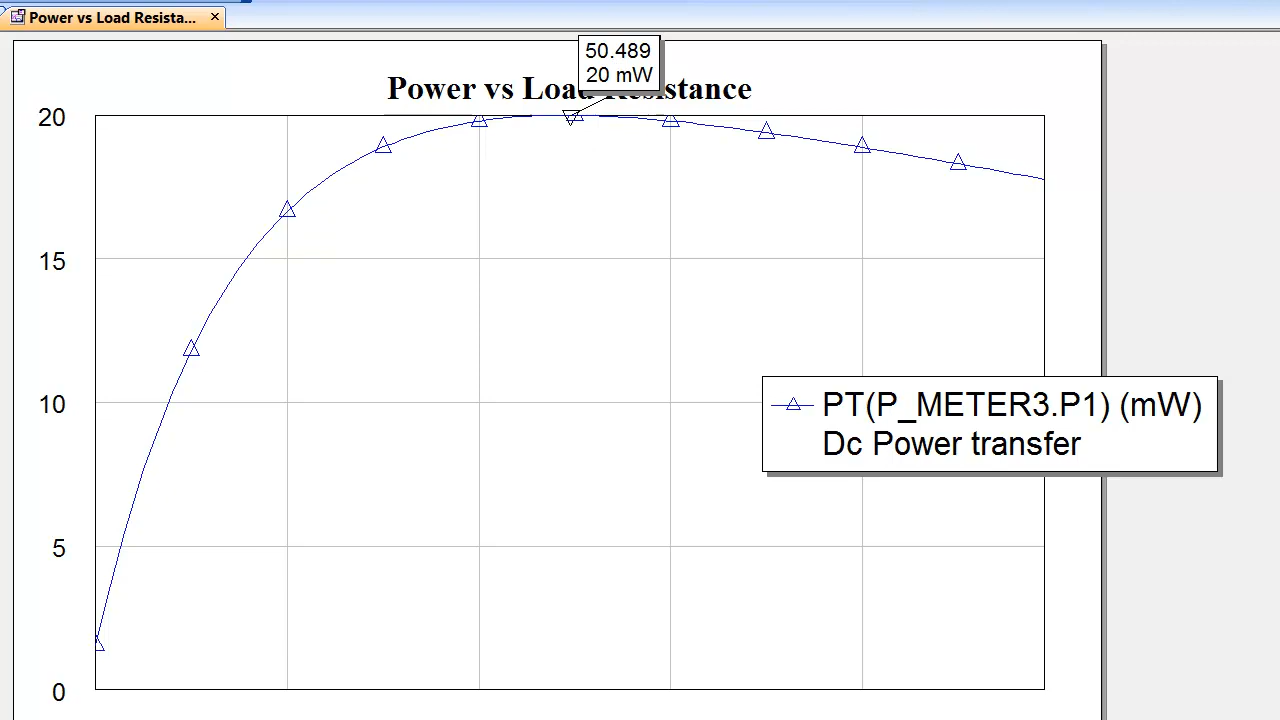 Power vs Load Resista...
50.489
20 mW
Power vs Load Resistance
20
15
10
5
0
PT(P_METER3.P1) (mW)
Dc Power transfer